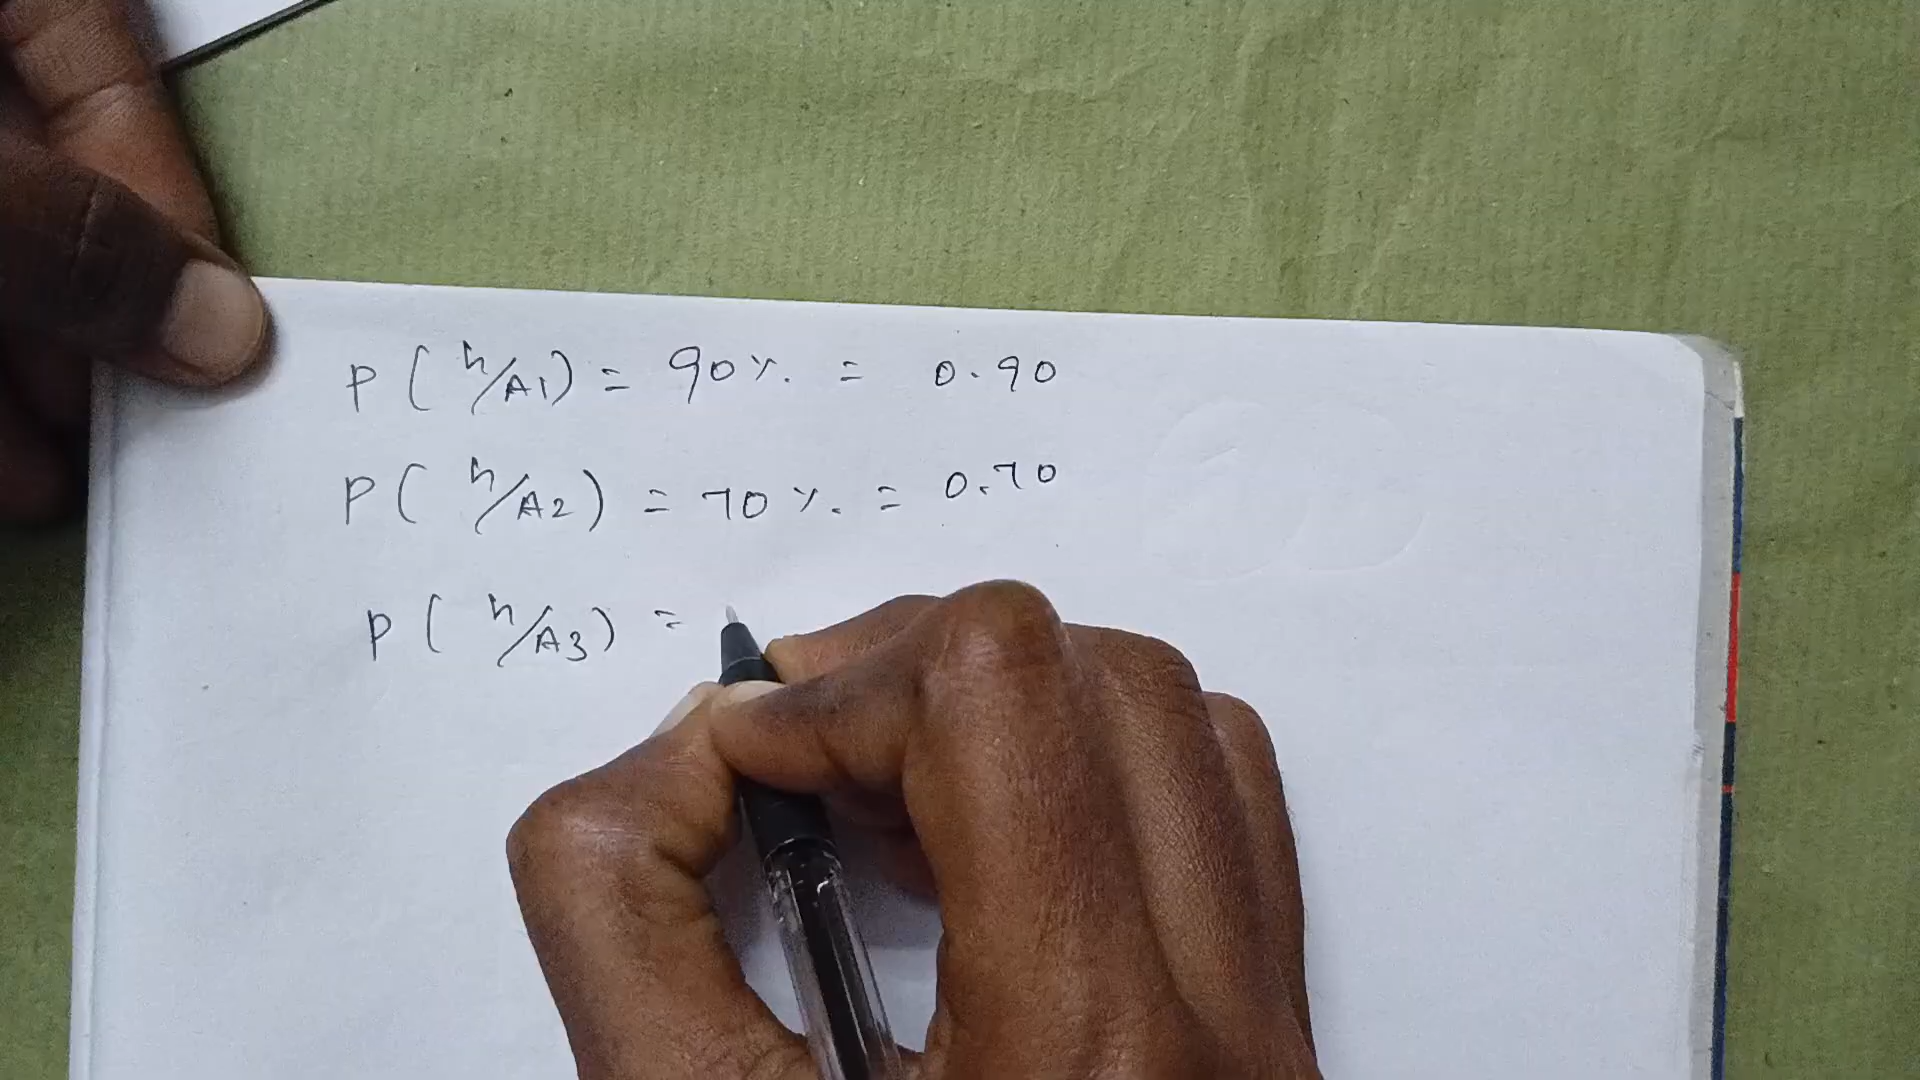 P(h/A1) = 90%. = 0.90
P(h/A2) = 70%. = 0.70
P(h/A3) =